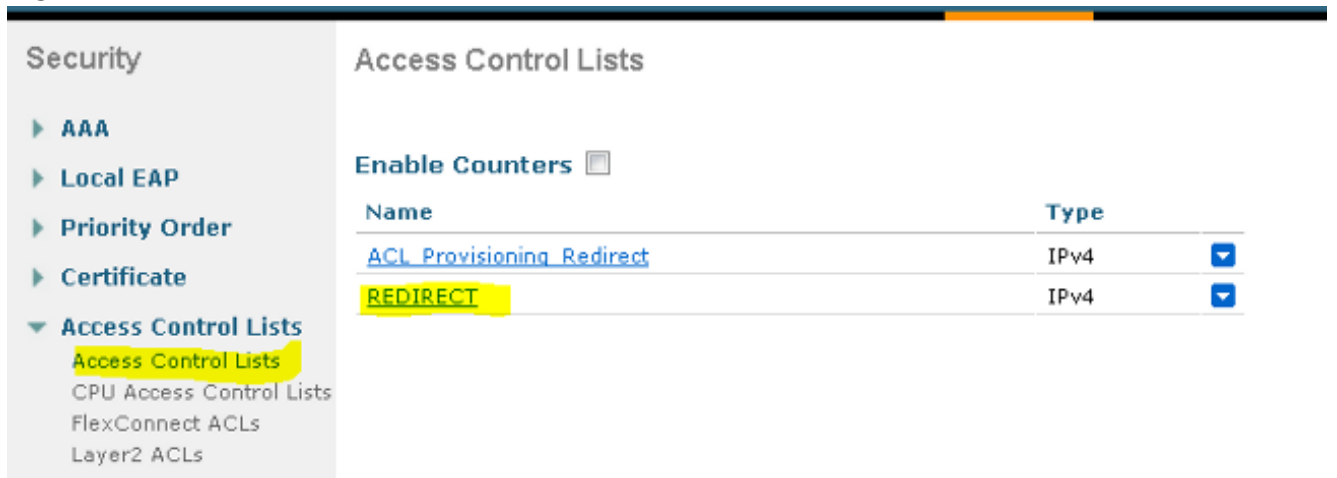 Security
AAA
Local EAP
Priority Order
Certificate
Access Control Lists
Access Control Lists
CPU Access Control Lists
FlexConnect ACLs
Layer2 ACLs
Access Control Lists
Enable Counters
Name Type
ACL_Provisioning_Redirect IPv4
REDIRECT IPv4